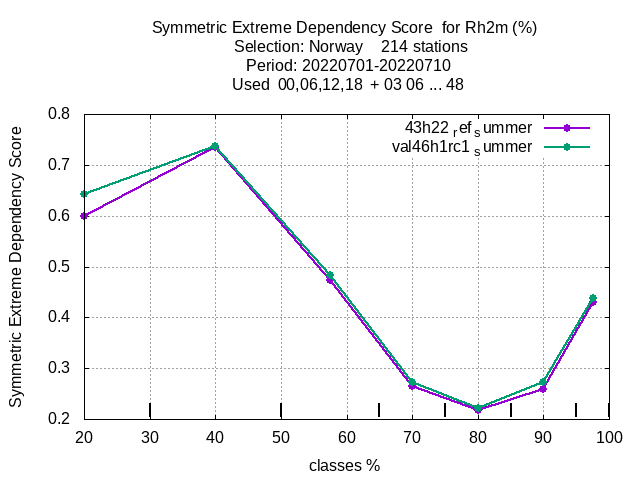 Symmetric Extreme Dependency Score  for Rh2m (%)
Selection: Norway    214 stations
Period: 20220701-20220710
Used  00,06,12,18  + 03 06 ... 48
43h22 ref summer
val46h1rc1 summer
Symmetric Extreme Dependency Score
0.8
0.7
0.6
0.5
0.4
0.3
0.2
20 30 40 50 60 70 80 90 100
classes %